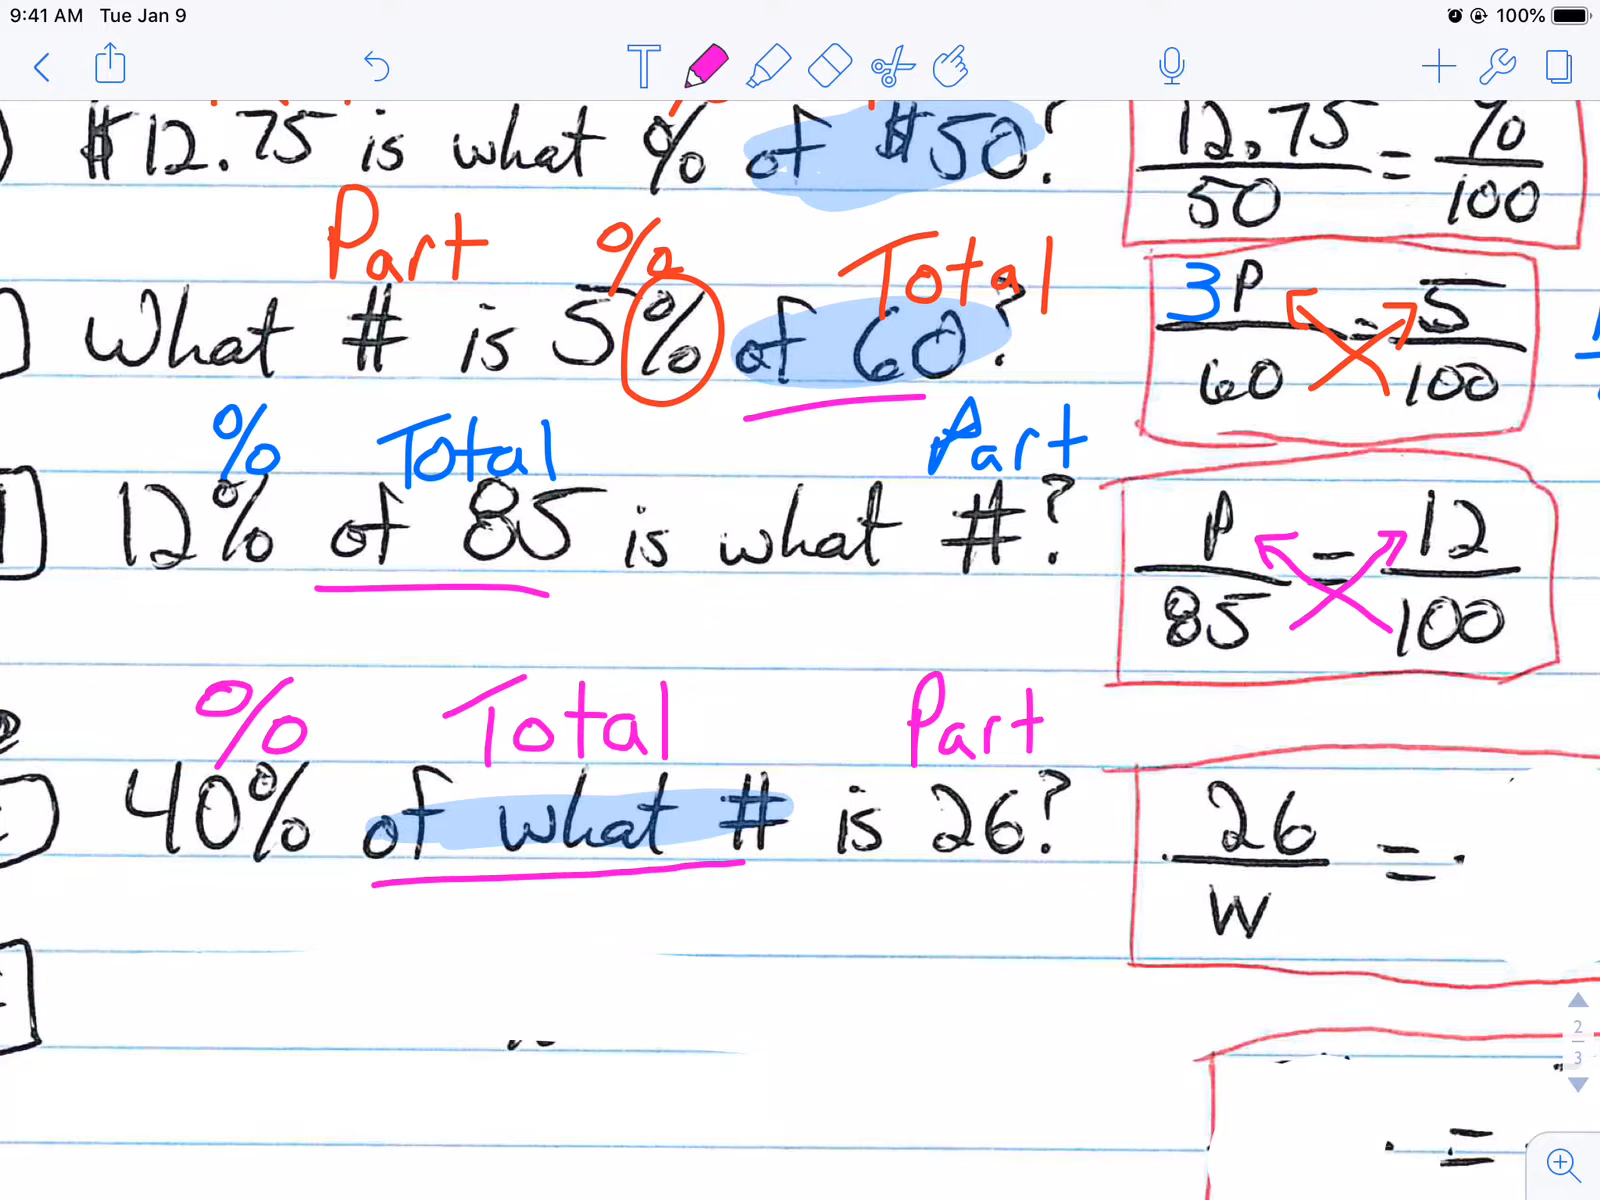 9:41 AM Tue Jan 9 100%
T
$12.75 is what % of $50?
12.75/50 = %/100
Part % Total
What # is 5% of 60?
3 P/60 = 5/100
% Total Part
12% of 85 is what #?
P/85 = 12/100
% Total Part
40% of what # is 26?
26/W =
2
3
=